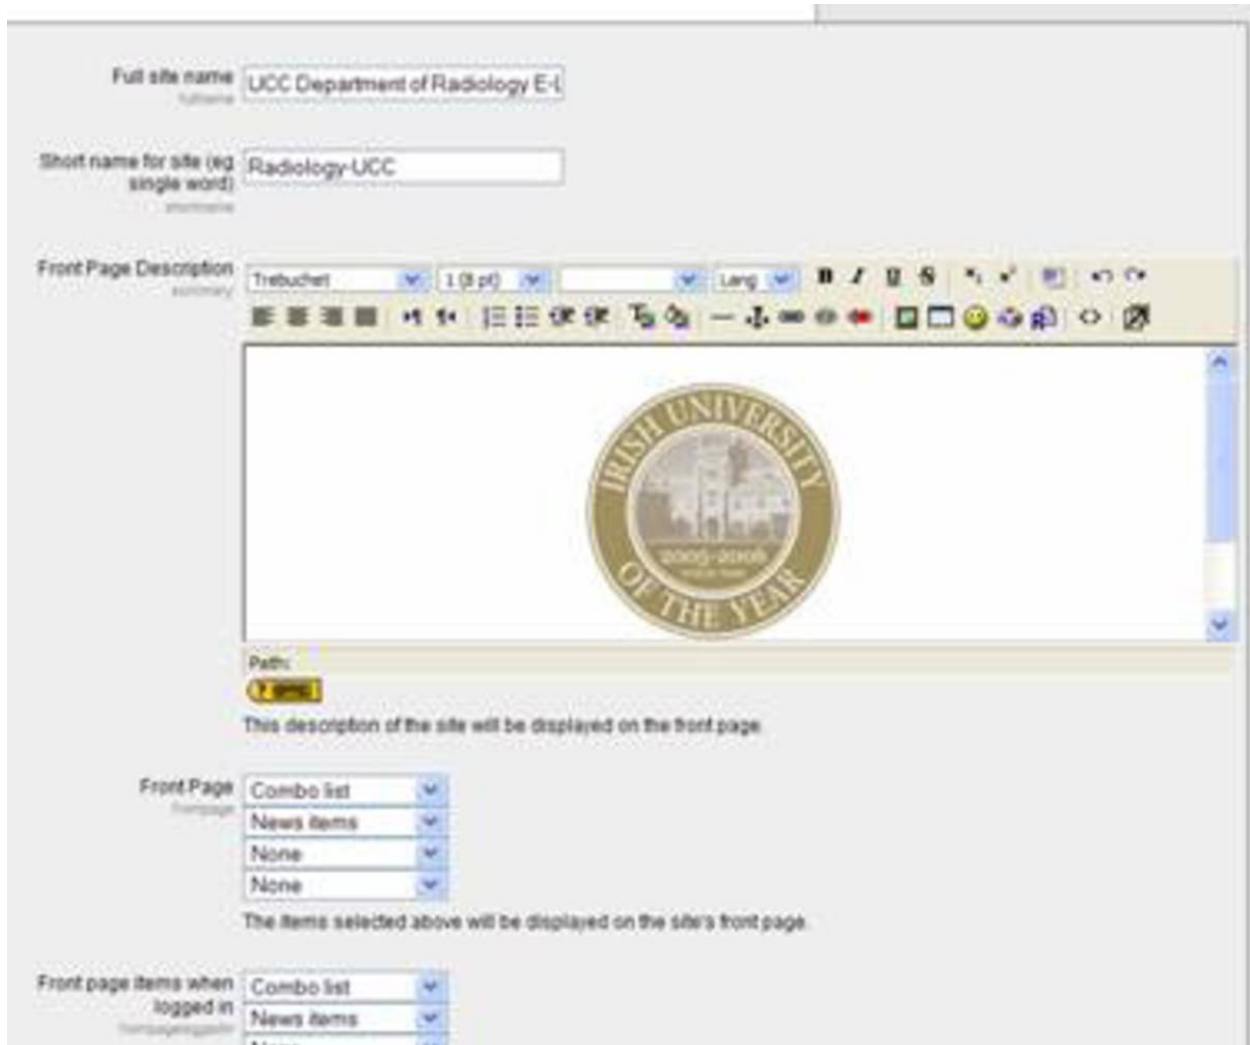 Full site name
fullname
UCC Department of Radiology E-L
Short name for site (eg
single word)
shortname
Radiology-UCC
Front Page Description
summary
Trebuchet
1 (8 pt)
Lang
B I U S
IRISH UNIVERSITY
2005-2006
OF THE YEAR
Path:
This description of the site will be displayed on the front page.
Front Page
frontpage
Combo list
News items
None
None
The items selected above will be displayed on the site's front page.
Front page items when
logged in
frontpageloggedin
Combo list
News items
None